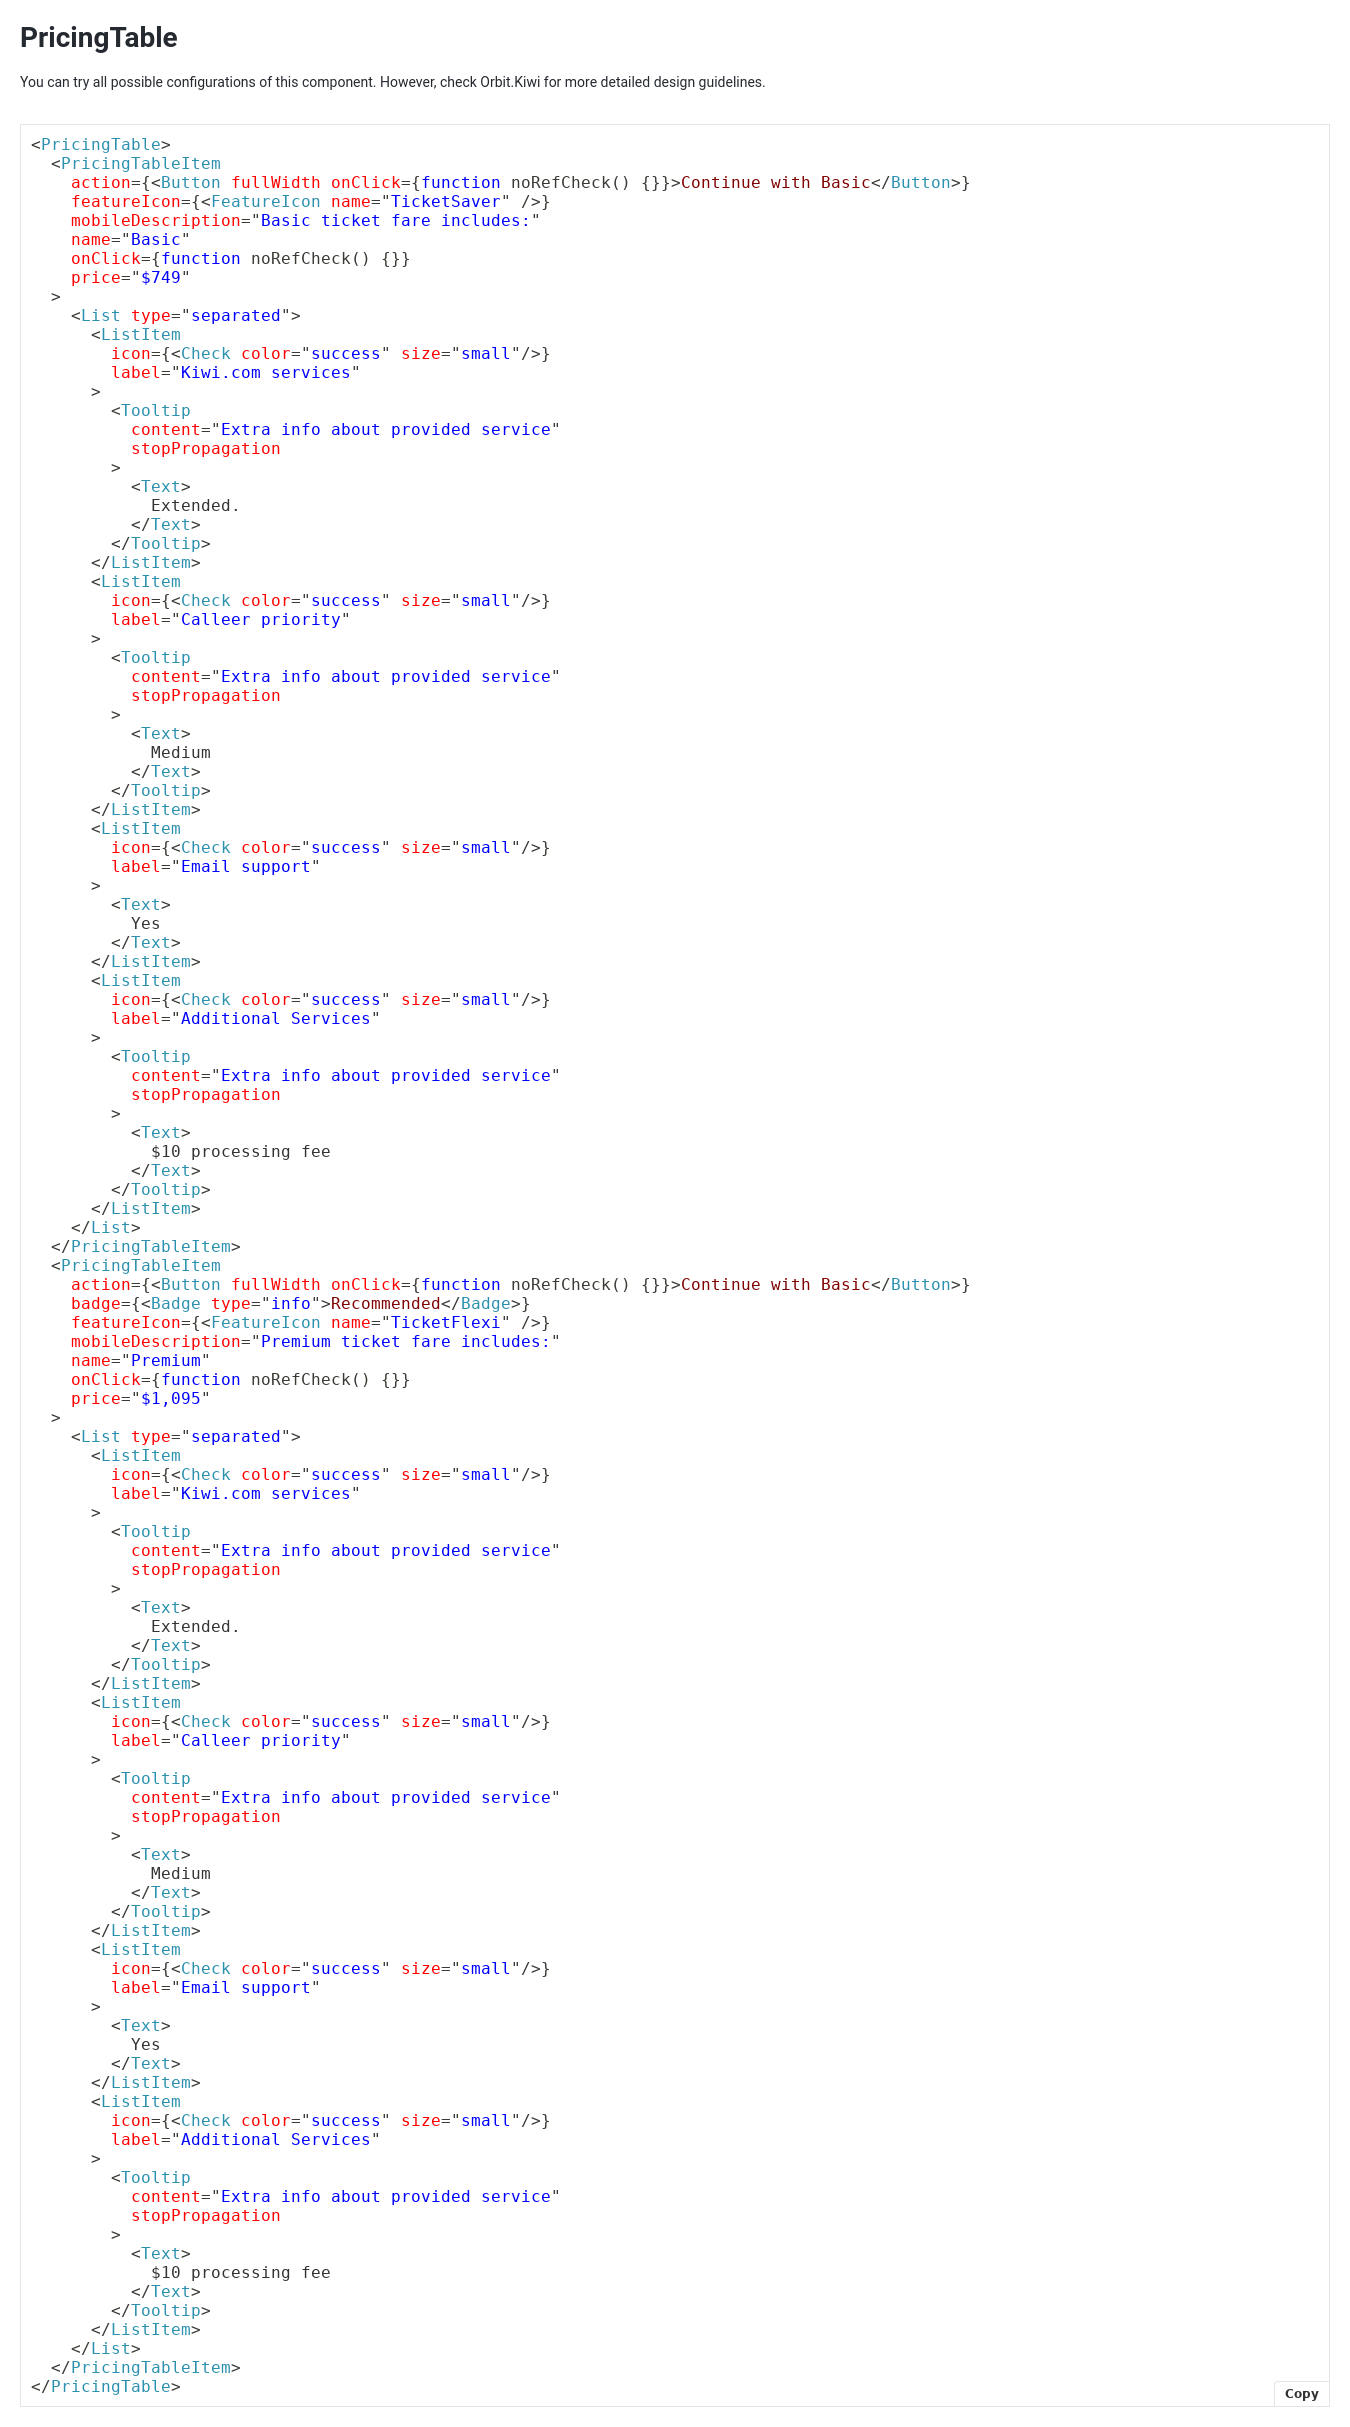 PricingTable
You can try all possible configurations of this component. However, check Orbit.Kiwi for more detailed design guidelines.
<PricingTable>
  <PricingTableItem
    action={<Button fullWidth onClick={function noRefCheck() {}}>Continue with Basic</Button>}
    featureIcon={<FeatureIcon name="TicketSaver" />}
    mobileDescription="Basic ticket fare includes:"
    name="Basic"
    onClick={function noRefCheck() {}}
    price="$749"
  >
    <List type="separated">
      <ListItem
        icon={<Check color="success" size="small"/>}
        label="Kiwi.com services"
      >
        <Tooltip
          content="Extra info about provided service"
          stopPropagation
        >
          <Text>
            Extended.
          </Text>
        </Tooltip>
      </ListItem>
      <ListItem
        icon={<Check color="success" size="small"/>}
        label="Calleer priority"
      >
        <Tooltip
          content="Extra info about provided service"
          stopPropagation
        >
          <Text>
            Medium
          </Text>
        </Tooltip>
      </ListItem>
      <ListItem
        icon={<Check color="success" size="small"/>}
        label="Email support"
      >
        <Text>
          Yes
        </Text>
      </ListItem>
      <ListItem
        icon={<Check color="success" size="small"/>}
        label="Additional Services"
      >
        <Tooltip
          content="Extra info about provided service"
          stopPropagation
        >
          <Text>
            $10 processing fee
          </Text>
        </Tooltip>
      </ListItem>
    </List>
  </PricingTableItem>
  <PricingTableItem
    action={<Button fullWidth onClick={function noRefCheck() {}}>Continue with Basic</Button>}
    badge={<Badge type="info">Recommended</Badge>}
    featureIcon={<FeatureIcon name="TicketFlexi" />}
    mobileDescription="Premium ticket fare includes:"
    name="Premium"
    onClick={function noRefCheck() {}}
    price="$1,095"
  >
    <List type="separated">
      <ListItem
        icon={<Check color="success" size="small"/>}
        label="Kiwi.com services"
      >
        <Tooltip
          content="Extra info about provided service"
          stopPropagation
        >
          <Text>
            Extended.
          </Text>
        </Tooltip>
      </ListItem>
      <ListItem
        icon={<Check color="success" size="small"/>}
        label="Calleer priority"
      >
        <Tooltip
          content="Extra info about provided service"
          stopPropagation
        >
          <Text>
            Medium
          </Text>
        </Tooltip>
      </ListItem>
      <ListItem
        icon={<Check color="success" size="small"/>}
        label="Email support"
      >
        <Text>
          Yes
        </Text>
      </ListItem>
      <ListItem
        icon={<Check color="success" size="small"/>}
        label="Additional Services"
      >
        <Tooltip
          content="Extra info about provided service"
          stopPropagation
        >
          <Text>
            $10 processing fee
          </Text>
        </Tooltip>
      </ListItem>
    </List>
  </PricingTableItem>
</PricingTable>
Copy